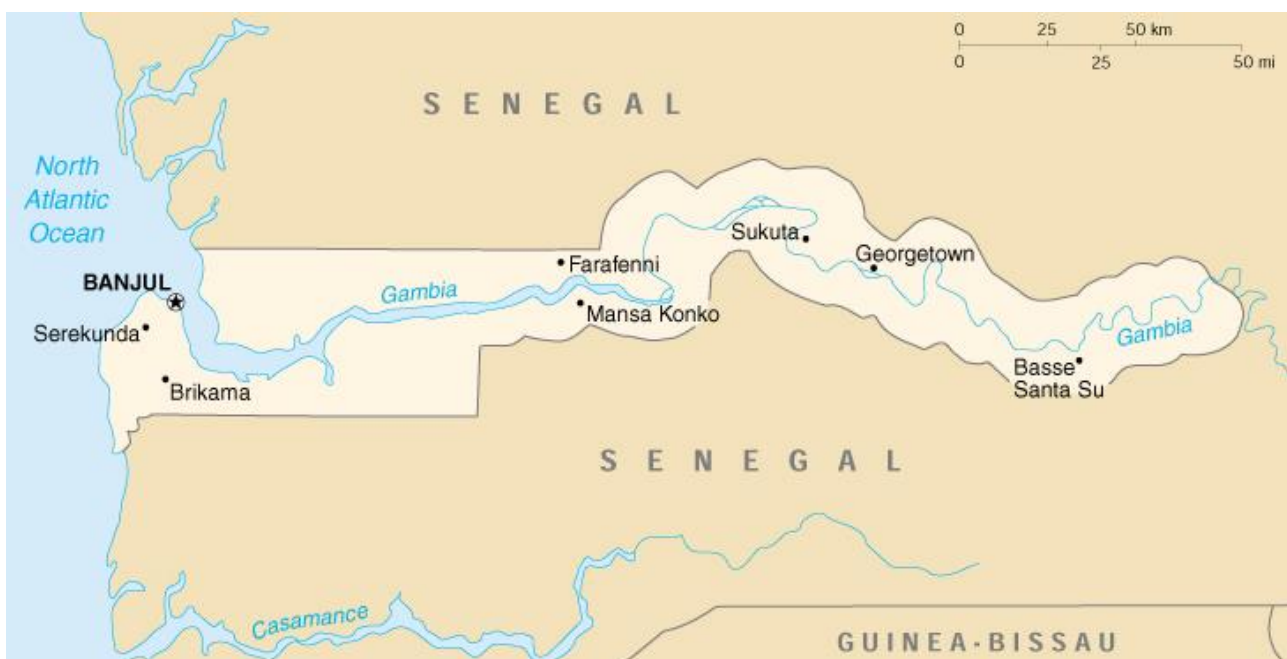 0 25 50 km
0 25 50 mi
SENEGAL
North
Atlantic
Ocean
Sukuta
Georgetown
Farafenni
BANJUL
Gambia
Mansa Konko
Serekunda
Gambia
Basse
Santa Su
Brikama
SENEGAL
Casamance
GUINEA-BISSAU